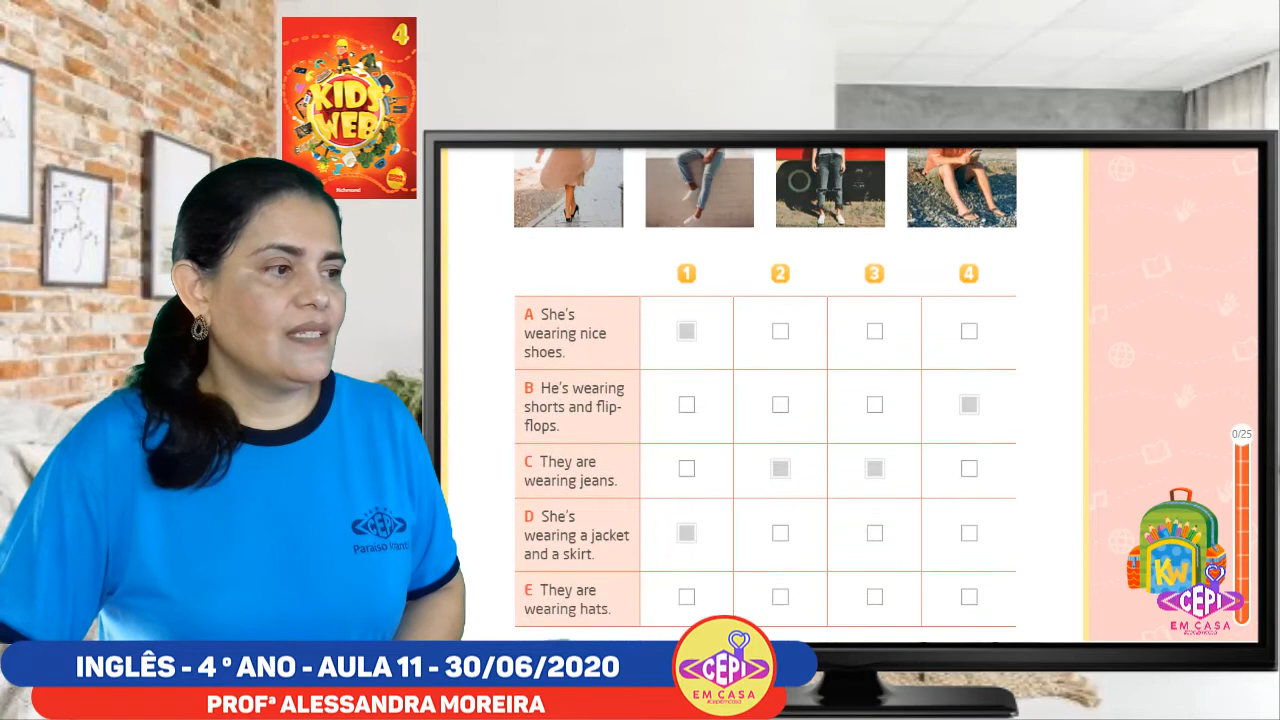 4
KIDS
WEB
Richmond
1 2 3 4
A She's
wearing nice
shoes.
B He's wearing
shorts and flip-
flops.
C They are
wearing jeans.
D She's
wearing a jacket
and a skirt.
E They are
wearing hats.
0/25
KW
CEPI
EM CASA
CEPI
Paraíso Infantil
INGLÊS - 4º ANO - AULA 11 - 30/06/2020
PROFª ALESSANDRA MOREIRA
CEPI
EM CASA